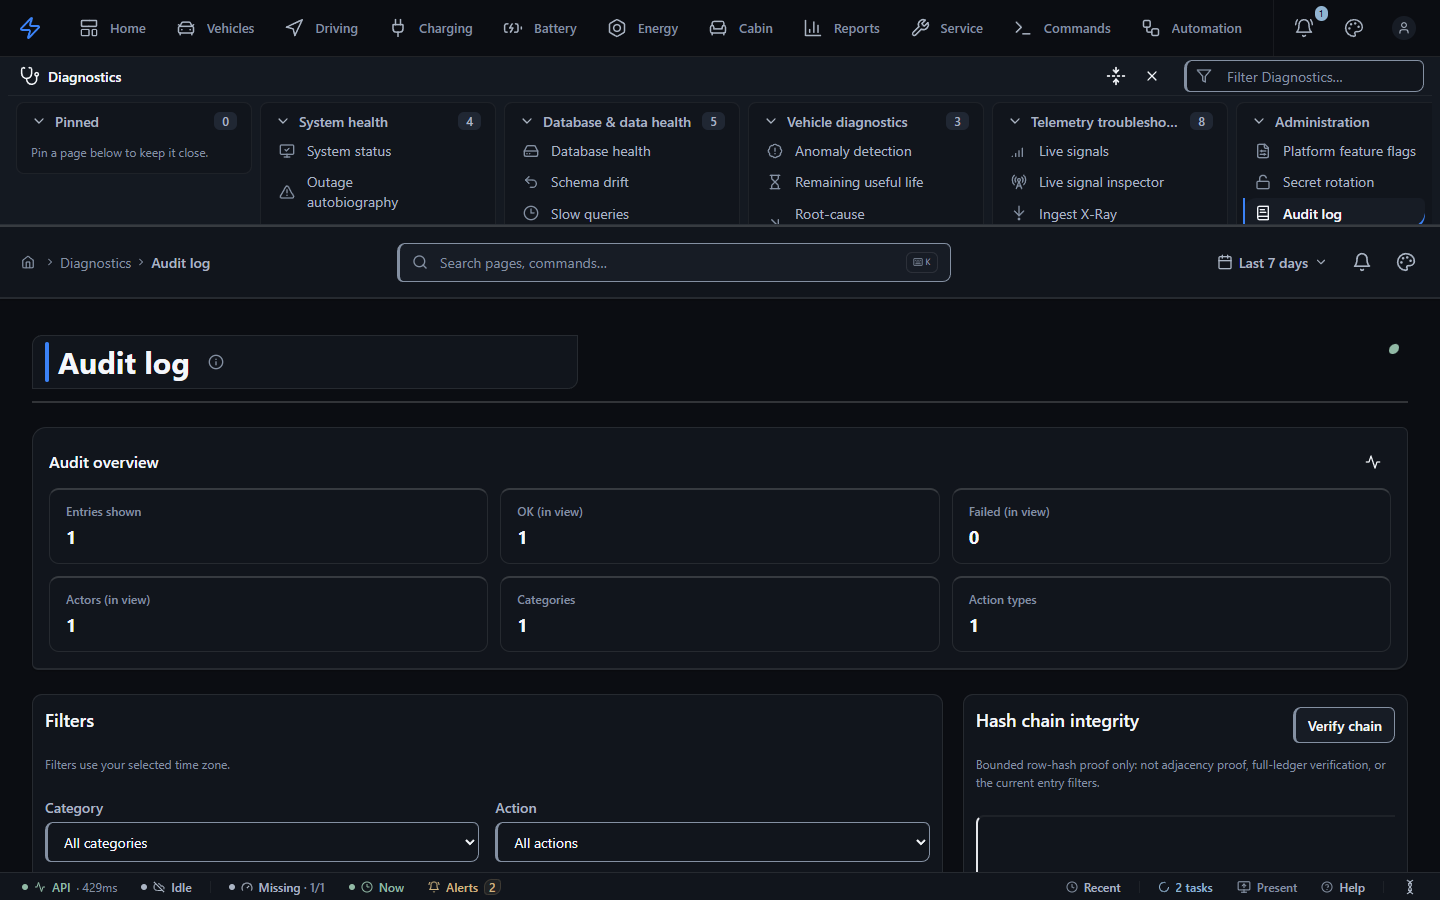 Home Vehicles Driving Charging Battery Energy Cabin Reports Service Commands Automation 1
Diagnostics Filter Diagnostics...
Pinned 0
Pin a page below to keep it close.
System health 4
System status
Outage
autobiography
Database & data health 5
Database health
Schema drift
Slow queries
Vehicle diagnostics 3
Anomaly detection
Remaining useful life
Root-cause
Telemetry troublesho... 8
Live signals
Live signal inspector
Ingest X-Ray
Administration
Platform feature flags
Secret rotation
Audit log
Diagnostics Audit log Search pages, commands... K Last 7 days
Audit log
Audit overview
Entries shown
1
OK (in view)
1
Failed (in view)
0
Actors (in view)
1
Categories
1
Action types
1
Filters
Filters use your selected time zone.
Category
All categories
Action
All actions
Hash chain integrity
Verify chain
Bounded row-hash proof only: not adjacency proof, full-ledger verification, or
the current entry filters.
API · 429ms Idle Missing · 1/1 Now Alerts 2 Recent 2 tasks Present Help